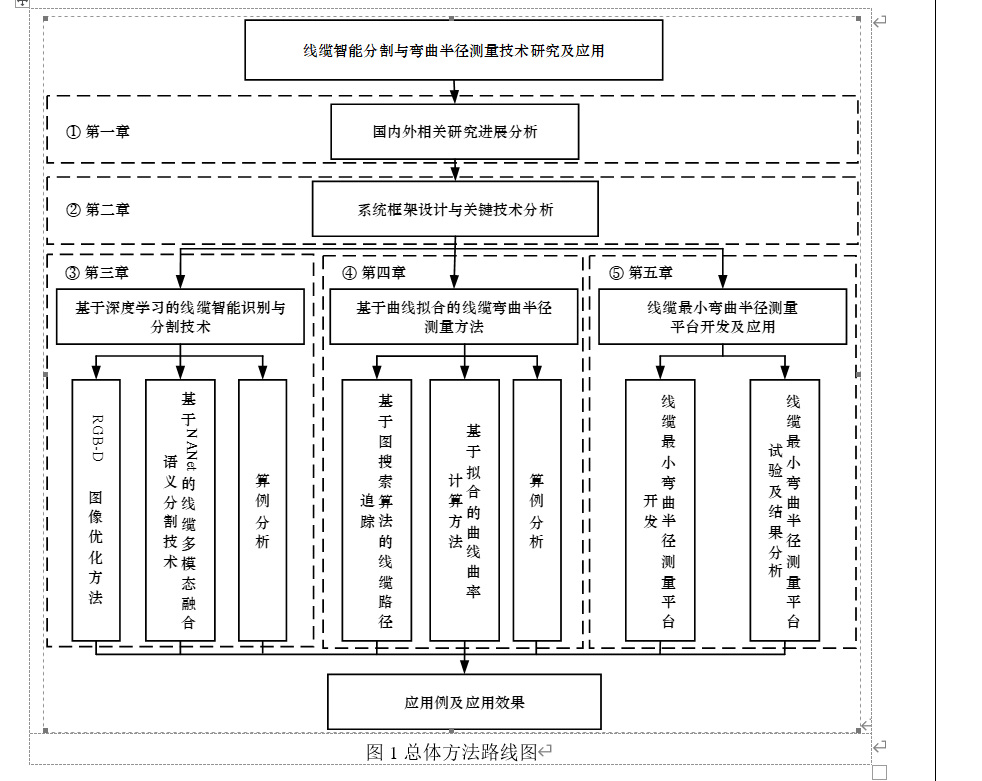 线缆智能分割与弯曲半径测量技术研究及应用
① 第一章
国内外相关研究进展分析
② 第二章
系统框架设计与关键技术分析
③ 第三章
基于深度学习的线缆智能识别与
分割技术
RGB-D 图像优化方法
基于NANet的线缆多模态融合
语义分割技术
算例分析
④ 第四章
基于曲线拟合的线缆弯曲半径
测量方法
基于图搜索算法的线缆路径
追踪
基于拟合的曲线曲率
计算方法
算例分析
⑤ 第五章
线缆最小弯曲半径测量
平台开发及应用
线缆最小弯曲半径测量平台
开发
线缆最小弯曲半径测量平台
试验及结果分析
应用例及应用效果
图 1 总体方法路线图